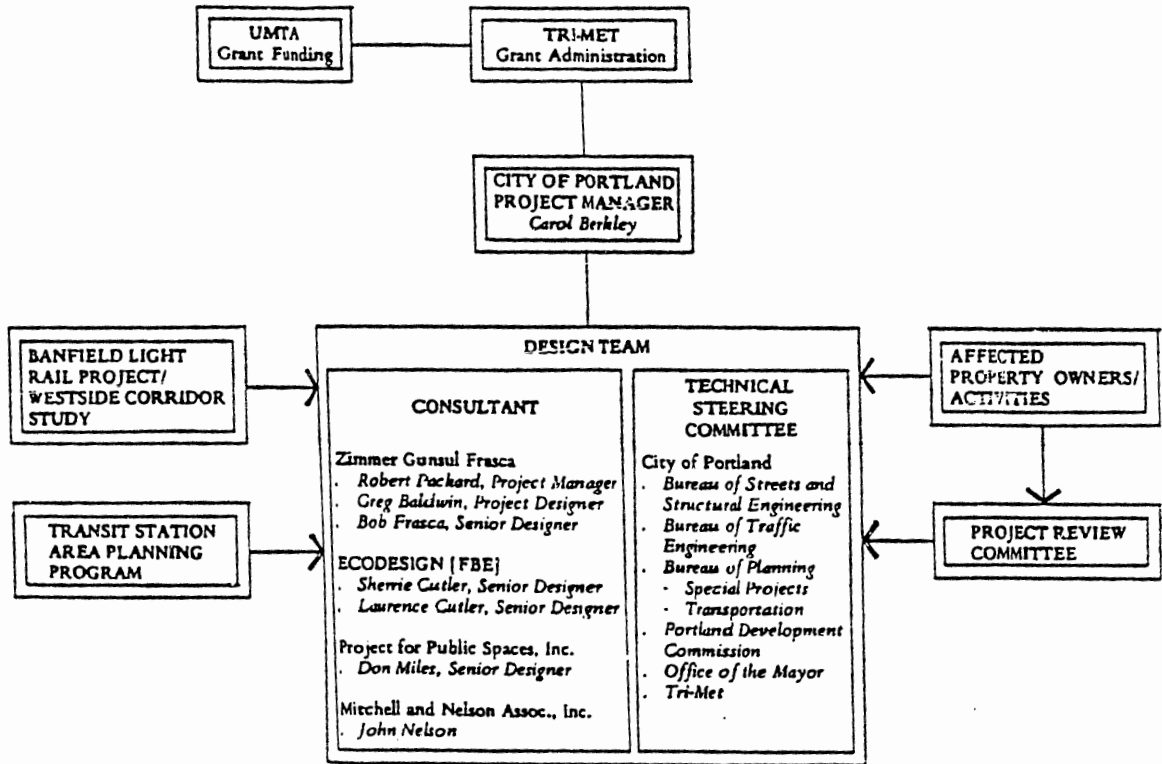 UMTA
Grant Funding
TRI-MET
Grant Administration
CITY OF PORTLAND
PROJECT MANAGER
Carol Berkley
BANFIELD LIGHT
RAIL PROJECT/
WESTSIDE CORRIDOR
STUDY
TRANSIT STATION
AREA PLANNING
PROGRAM
DESIGN TEAM
CONSULTANT
Zimmer Gunsul Frasca
. Robert Packard, Project Manager
. Greg Baldwin, Project Designer
. Bob Frasca, Senior Designer
ECODESIGN [FBE]
. Sherrie Cutler, Senior Designer
. Laurence Cutler, Senior Designer
Project for Public Spaces, Inc.
. Don Miles, Senior Designer
Mitchell and Nelson Assoc., Inc.
. John Nelson
TECHNICAL
STEERING
COMMITTEE
City of Portland
. Bureau of Streets and
Structural Engineering
. Bureau of Traffic
Engineering
. Bureau of Planning
- Special Projects
- Transportation
. Portland Development
Commission
. Office of the Mayor
. Tri-Met
AFFECTED
PROPERTY OWNERS/
ACTIVITIES
PROJECT REVIEW
COMMITTEE